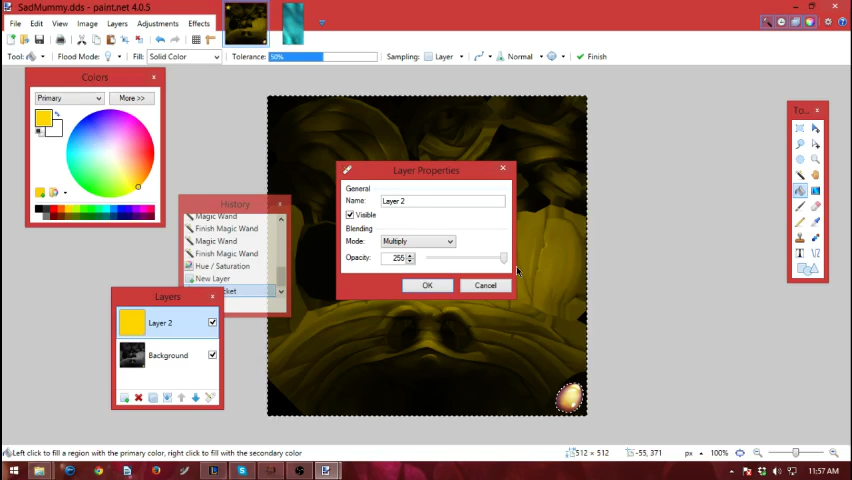 SadMummy.dds - paint.net 4.0.5
File Edit View Image Layers Adjustments Effects
Tool: Flood Mode: Fill: Solid Color Tolerance: 50% Sampling: Layer Normal Finish
Colors
Primary
More >>
To...
History
Magic Wand
Finish Magic Wand
Magic Wand
Finish Magic Wand
Hue / Saturation
New Layer
Layer Properties
General
Name: Layer 2
Visible
Blending
Mode: Multiply
Opacity: 255
OK Cancel
Layers
Layer 2
Background
Left click to fill a region with the primary color, right click to fill with the secondary color
512 × 512 -55, 371 px 100%
11:57 AM